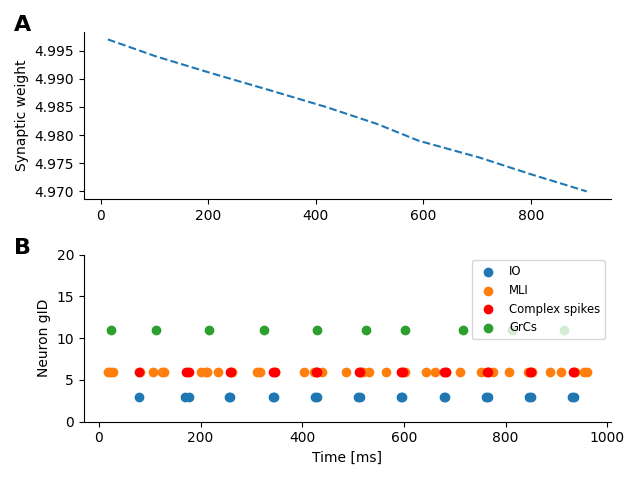 A
4.995
4.990
4.985
4.980
4.975
4.970
Synaptic weight
0 200 400 600 800
B
20
15
10
5
0
Neuron gID
IO
MLI
Complex spikes
GrCs
0 200 400 600 800 1000
Time [ms]